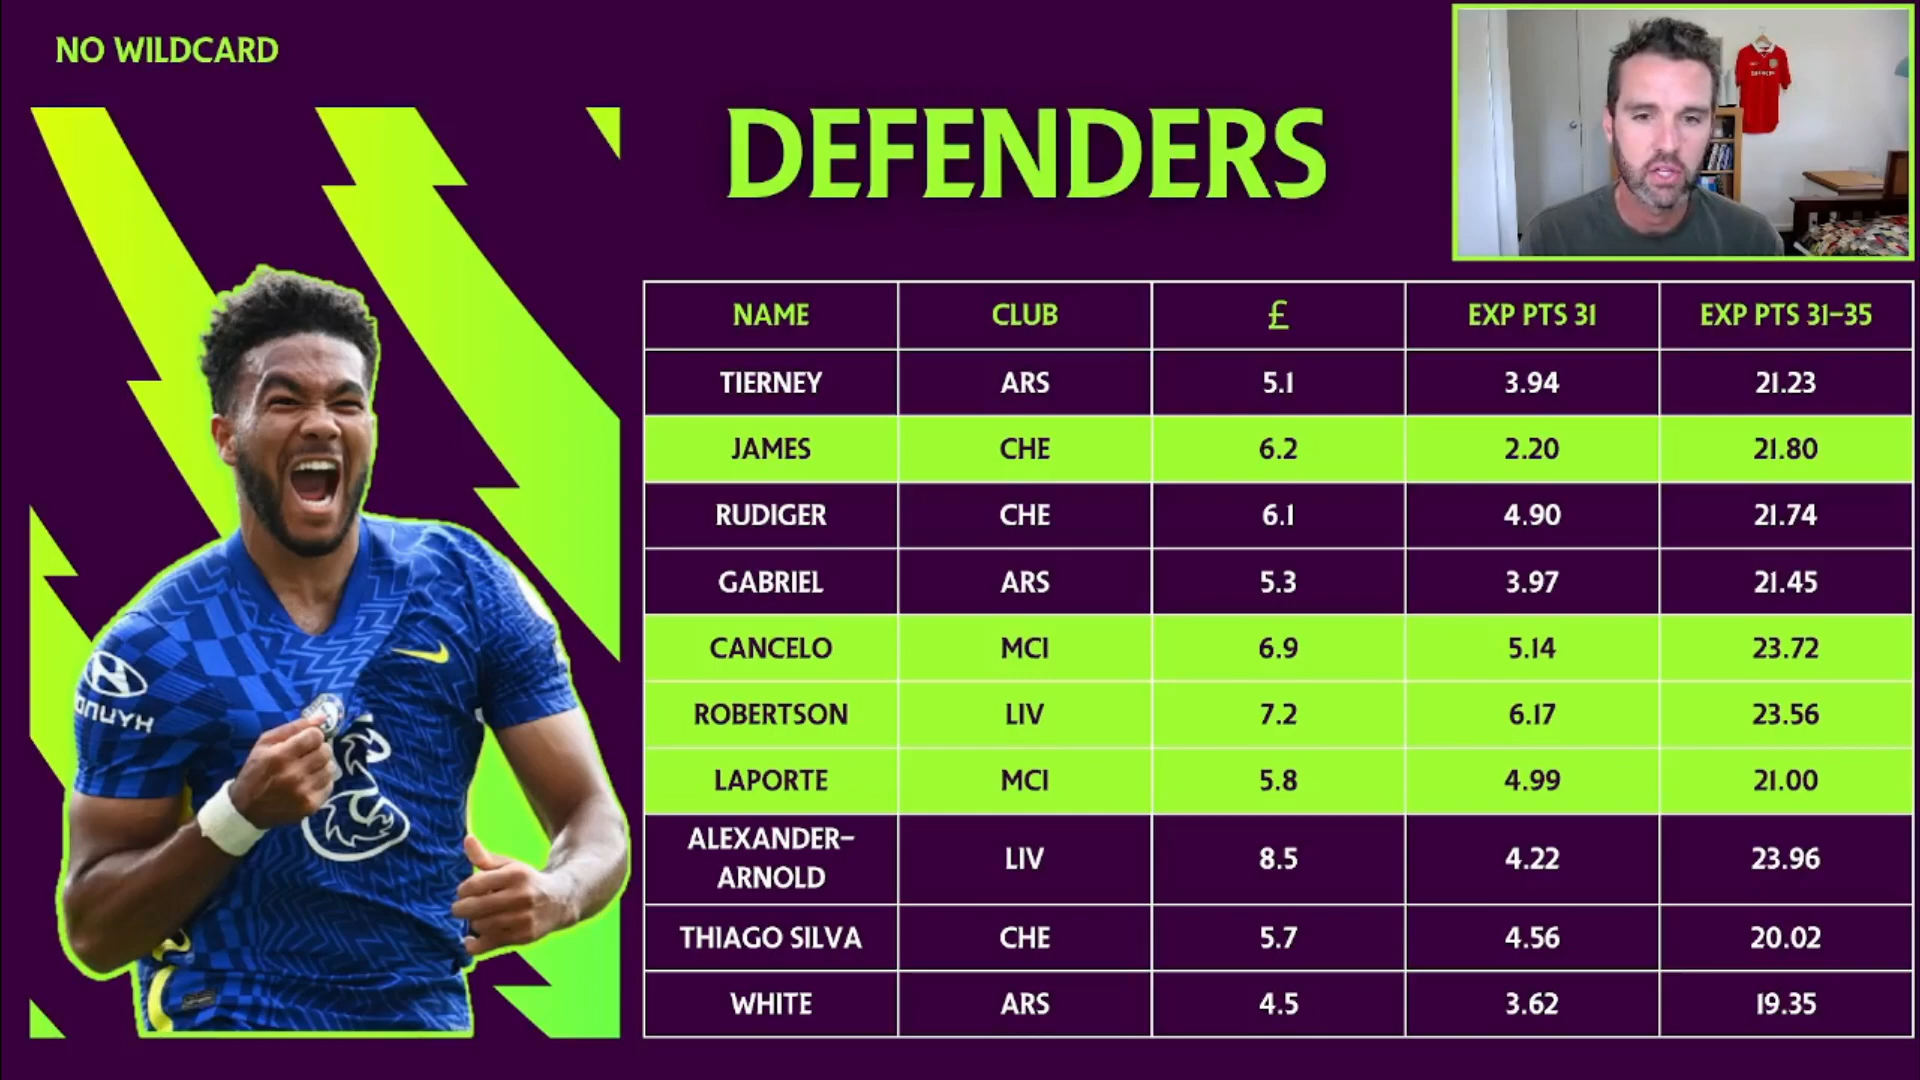 NO WILDCARD
DEFENDERS
NAME CLUB £ EXP PTS 31 EXP PTS 31-35
TIERNEY ARS 5.1 3.94 21.23
JAMES CHE 6.2 2.20 21.80
RUDIGER CHE 6.1 4.90 21.74
GABRIEL ARS 5.3 3.97 21.45
CANCELO MCI 6.9 5.14 23.72
ROBERTSON LIV 7.2 6.17 23.56
LAPORTE MCI 5.8 4.99 21.00
ALEXANDER-
ARNOLD LIV 8.5 4.22 23.96
THIAGO SILVA CHE 5.7 4.56 20.02
WHITE ARS 4.5 3.62 19.35